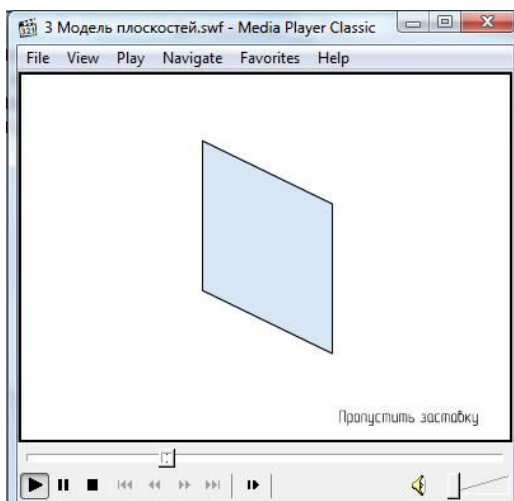 3 Модель плоскостей.swf - Media Player Classic
File View Play Navigate Favorites Help
Пропустить заставку